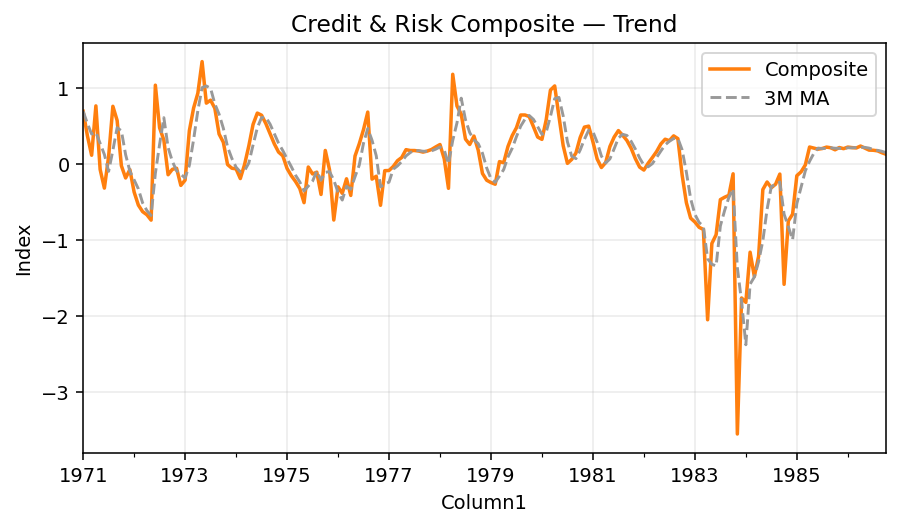 Credit & Risk Composite — Trend
Composite
3M MA
Index
1
0
−1
−2
−3
1971
1973
1975
1977
1979
1981
1983
1985
Column1